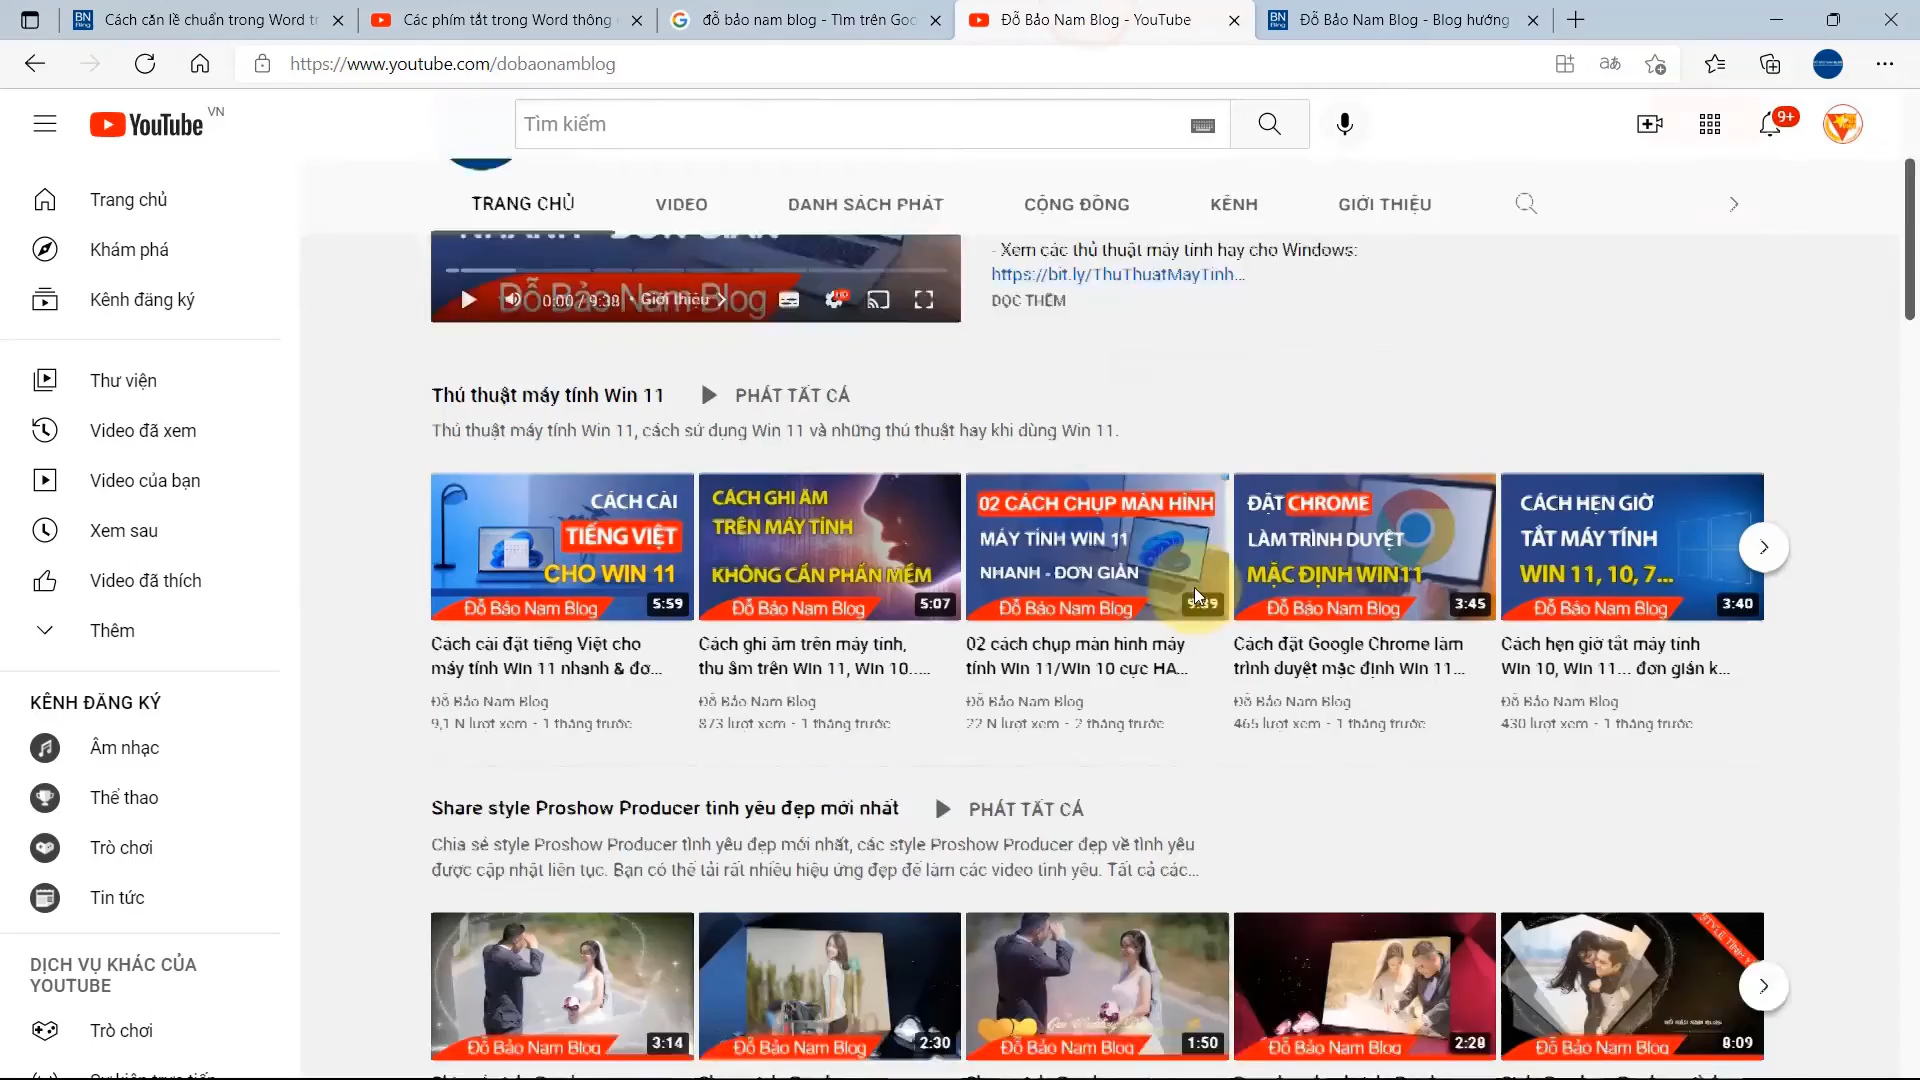 Cách căn lề chuẩn trong Word tr
Các phím tắt trong Word thông
đỗ bảo nam blog - Tìm trên Goo
Đỗ Bảo Nam Blog - YouTube
Đỗ Bảo Nam Blog - Blog hướng
https://www.youtube.com/dobaonamblog
YouTube VN
Tìm kiếm
9+
Trang chủ
Khám phá
Kênh đăng ký
Thư viện
Video đã xem
Video của bạn
Xem sau
Video đã thích
Thêm
KÊNH ĐĂNG KÝ
Âm nhạc
Thể thao
Trò chơi
Tin tức
DỊCH VỤ KHÁC CỦA
YOUTUBE
Trò chơi
TRANG CHỦ
VIDEO
DANH SÁCH PHÁT
CỘNG ĐỒNG
KÊNH
GIỚI THIỆU
Đỗ Bảo Nam Blog
0:00 / 9:38 • Giới thiệu
- Xem các thủ thuật máy tính hay cho Windows:
https://bit.ly/ThuThuatMayTinh...
ĐỌC THÊM
Thủ thuật máy tính Win 11
PHÁT TẤT CẢ
Thủ thuật máy tính Win 11, cách sử dụng Win 11 và những thủ thuật hay khi dùng Win 11.
CÁCH CÀI
TIẾNG VIỆT
CHO WIN 11
Đỗ Bảo Nam Blog
5:59
Cách cài đặt tiếng Việt cho
máy tính Win 11 nhanh & đơ...
Đỗ Bảo Nam Blog
9,1 N lượt xem - 1 tháng trước
CÁCH GHI ÂM
TRÊN MÁY TÍNH
KHÔNG CẦN PHẦN MỀM
Đỗ Bảo Nam Blog
5:07
Cách ghi âm trên máy tính,
thu âm trên Win 11, Win 10.....
Đỗ Bảo Nam Blog
873 lượt xem - 1 tháng trước
02 CÁCH CHỤP MÀN HÌNH
MÁY TÍNH WIN 11
NHANH - ĐƠN GIẢN
Đỗ Bảo Nam Blog
02 cách chụp màn hình máy
tính Win 11/Win 10 cực HA...
Đỗ Bảo Nam Blog
22 N lượt xem - 2 tháng trước
ĐẶT CHROME
LÀM TRÌNH DUYỆT
MẶC ĐỊNH WIN11
Đỗ Bảo Nam Blog
3:45
Cách đặt Google Chrome làm
trình duyệt mặc định Win 11...
Đỗ Bảo Nam Blog
465 lượt xem - 1 tháng trước
CÁCH HẸN GIỜ
TẮT MÁY TÍNH
WIN 11, 10, 7...
Đỗ Bảo Nam Blog
3:40
Cách hẹn giờ tắt máy tính
Win 10, Win 11... đơn giản k...
Đỗ Bảo Nam Blog
430 lượt xem - 1 tháng trước
Share style Proshow Producer tình yêu đẹp mới nhất
PHÁT TẤT CẢ
Chia sẻ style Proshow Producer tình yêu đẹp mới nhất, các style Proshow Producer đẹp về tình yêu
được cập nhật liên tục. Bạn có thể tải rất nhiều hiệu ứng đẹp để làm các video tình yêu. Tất cả các...
Đỗ Bảo Nam Blog
3:14
Đỗ Bảo Nam Blog
2:30
Đỗ Bảo Nam Blog
1:50
Đỗ Bảo Nam Blog
2:28
Đỗ Bảo Nam Blog
8:09